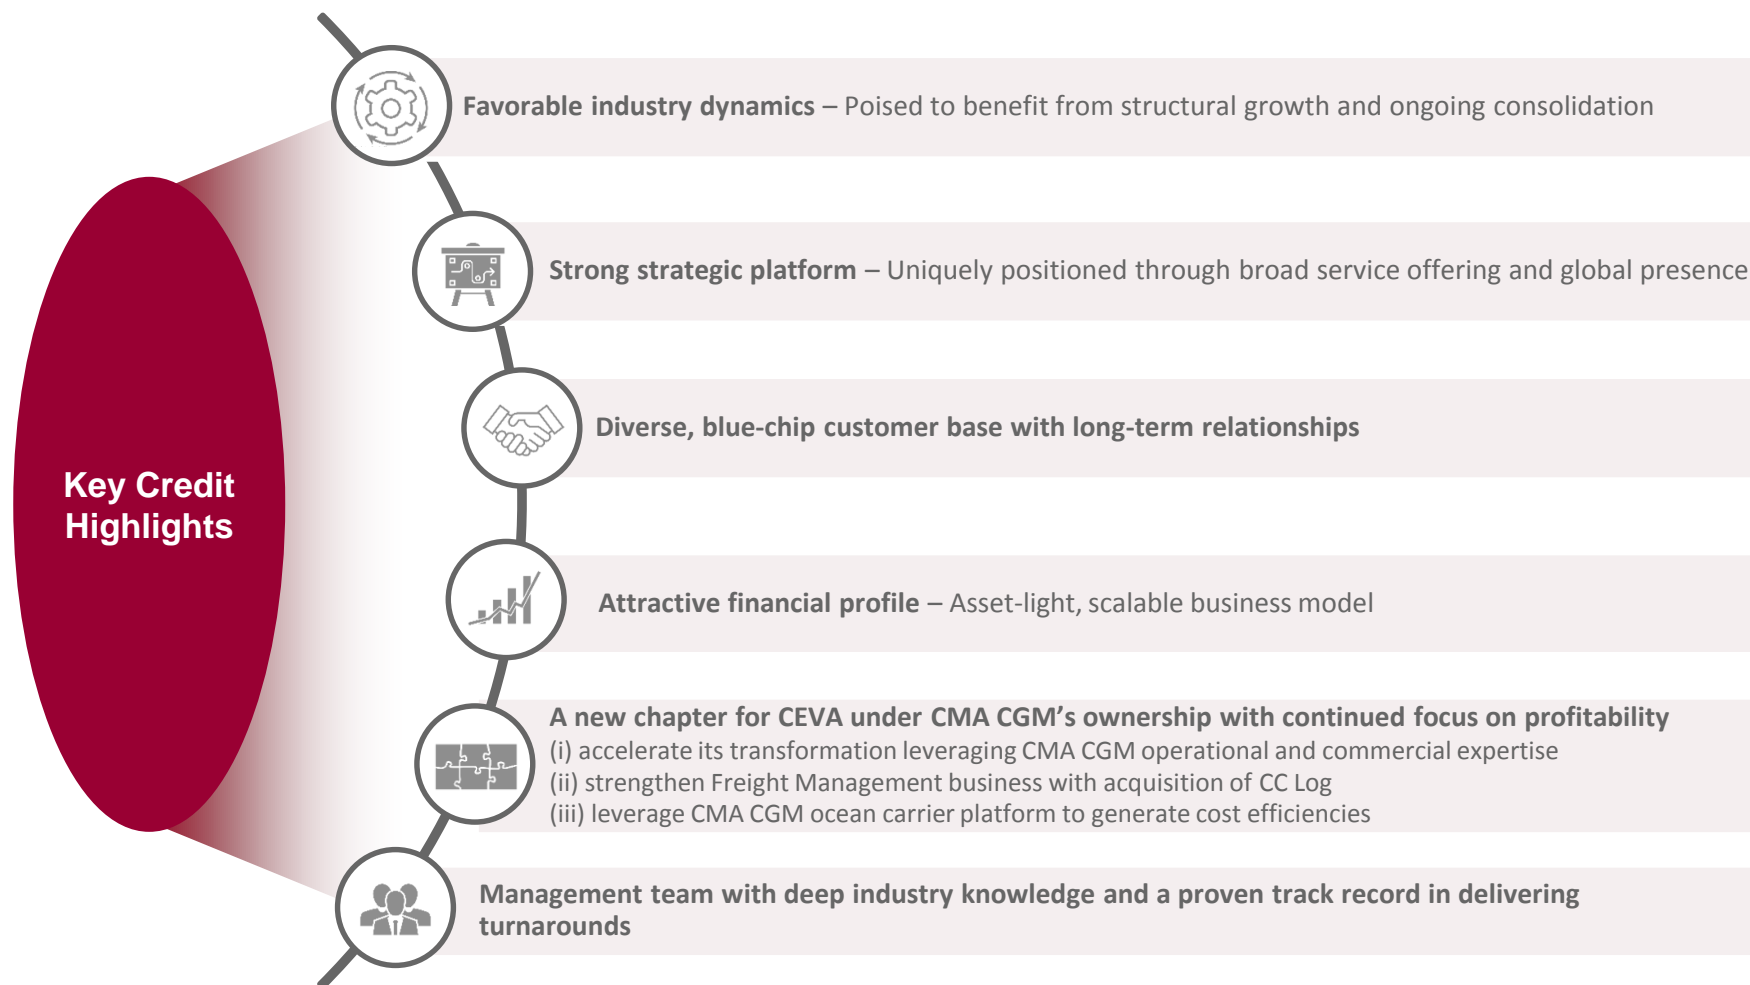 Key Credit
Highlights
Favorable industry dynamics – Poised to benefit from structural growth and ongoing consolidation
Strong strategic platform – Uniquely positioned through broad service offering and global presence
Diverse, blue-chip customer base with long-term relationships
Attractive financial profile – Asset-light, scalable business model
A new chapter for CEVA under CMA CGM’s ownership with continued focus on profitability
(i) accelerate its transformation leveraging CMA CGM operational and commercial expertise
(ii) strengthen Freight Management business with acquisition of CC Log
(iii) leverage CMA CGM ocean carrier platform to generate cost efficiencies
Management team with deep industry knowledge and a proven track record in delivering
turnarounds